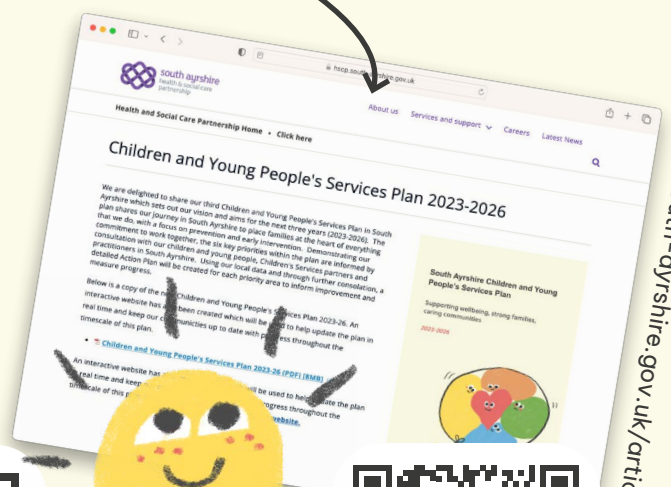 hscp.south-ayrshire.gov.uk
south ayrshire
health & social care
partnership
About us
Services and support
Careers
Latest News
Health and Social Care Partnership Home • Click here
Children and Young People's Services Plan 2023-2026
We are delighted to share our third Children and Young People's Services Plan in South
Ayrshire which sets out our vision and aims for the next three years (2023-2026). The
plan shares our journey in South Ayrshire to place families at the heart of everything
that we do, with a focus on prevention and early intervention. Demonstrating our
commitment to work together, the six key priorities within the plan are informed by
consultation with our children and young people, Children's Services partners and
practitioners in South Ayrshire. Using our local data and through further consulation, a
detailed Action Plan will be created for each priority area to inform improvement and
measure progress.
Below is a copy of the Children and Young People's Services Plan 2023-26. An
interactive website has been created which will be to help update the plan in
real time and keep our up to date with throughout the
timescale of this plan.
• Children and Young People's Services Plan 2023-26 (PDF) [8MB]
An interactive website has will be used to help the plan
real time and keep progress throughout the
of this website.
South Ayrshire Children and Young
People's Services Plan
Supporting wellbeing, strong families,
caring communities
2023-2026
ayrshire.gov.uk/artic